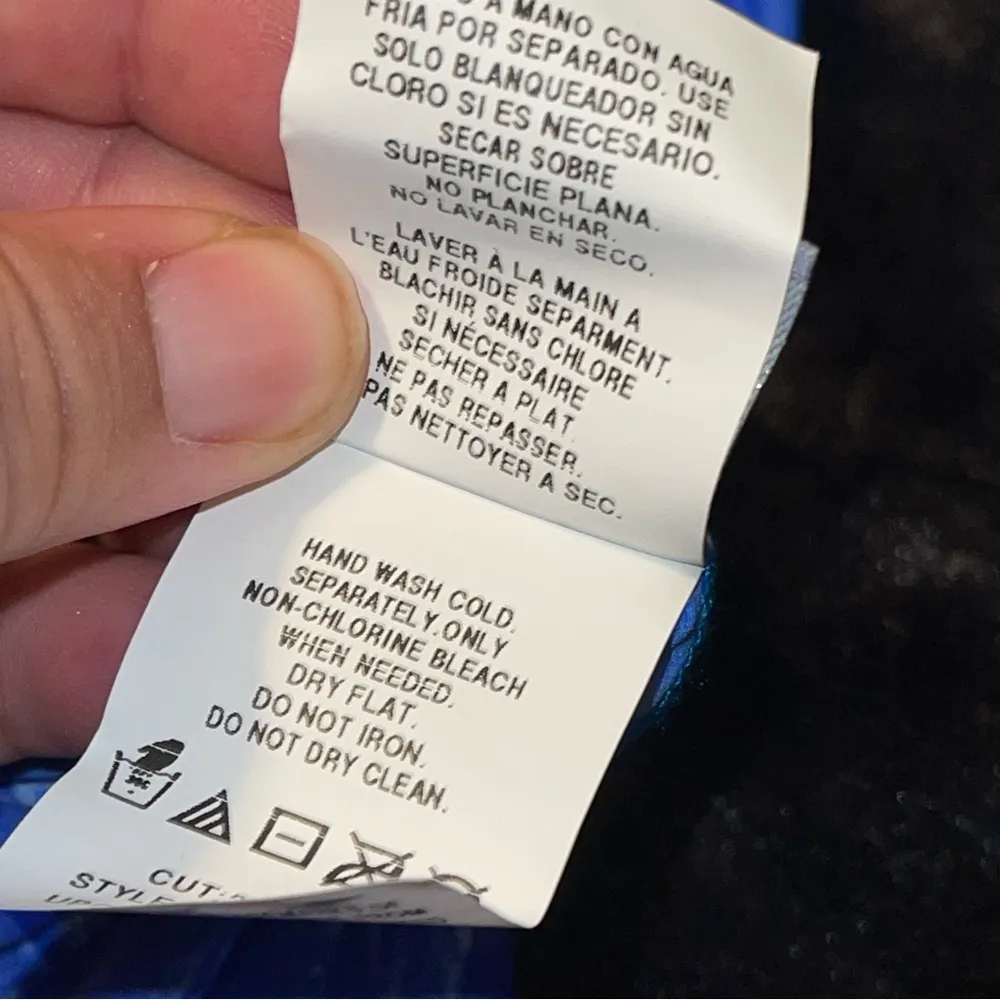 A MANO CON AGUA
FRIA POR SEPARADO. USE
SOLO BLANQUEADOR SIN
CLORO SI ES NECESARIO.
SECAR SOBRE
SUPERFICIE PLANA.
NO PLANCHAR.
NO LAVAR EN SECO.
LAVER À LA MAIN A
L'EAU FROIDE SEPARMENT.
BLACHIR SANS CHLORE
SI NÉCESSAIRE
SECHER A PLAT.
NE PAS REPASSER.
PAS NETTOYER A SEC.
HAND WASH COLD.
SEPARATELY.ONLY
NON-CHLORINE BLEACH
WHEN NEEDED.
DRY FLAT.
DO NOT IRON.
DO NOT DRY CLEAN.
30C
CUT:
STYLE